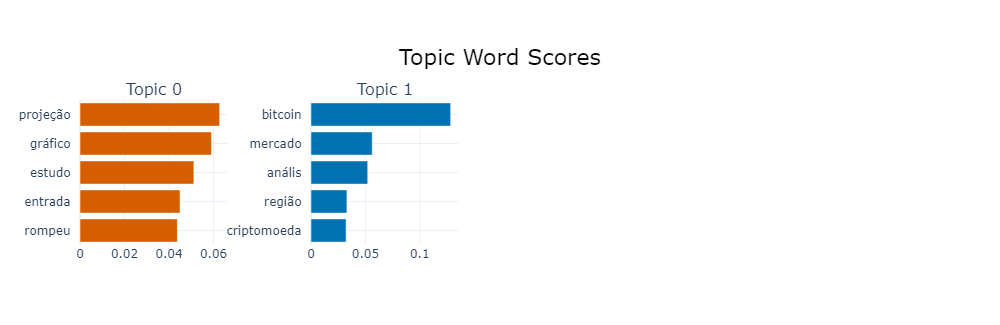 Topic Word Scores
Topic 0
projeção
gráfico
estudo
entrada
rompeu
0 0.02 0.04 0.06
Topic 1
bitcoin
mercado
anális
região
criptomoeda
0 0.05 0.1